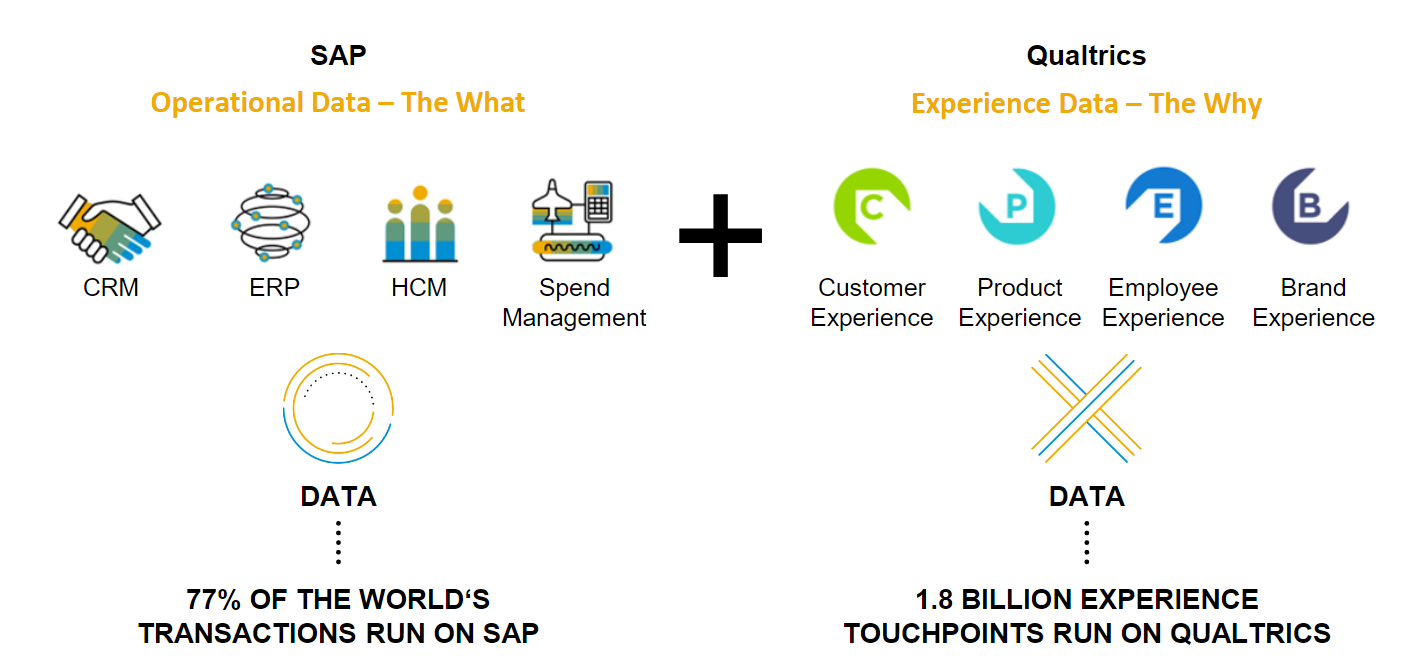 SAP
Operational Data – The What
CRM
ERP
HCM
Spend
Management
O
DATA
77% OF THE WORLD‘S
TRANSACTIONS RUN ON SAP
Qualtrics
Experience Data – The Why
C
P
E
B
Customer
Experience
Product
Experience
Employee
Experience
Brand
Experience
X
DATA
1.8 BILLION EXPERIENCE
TOUCHPOINTS RUN ON QUALTRICS